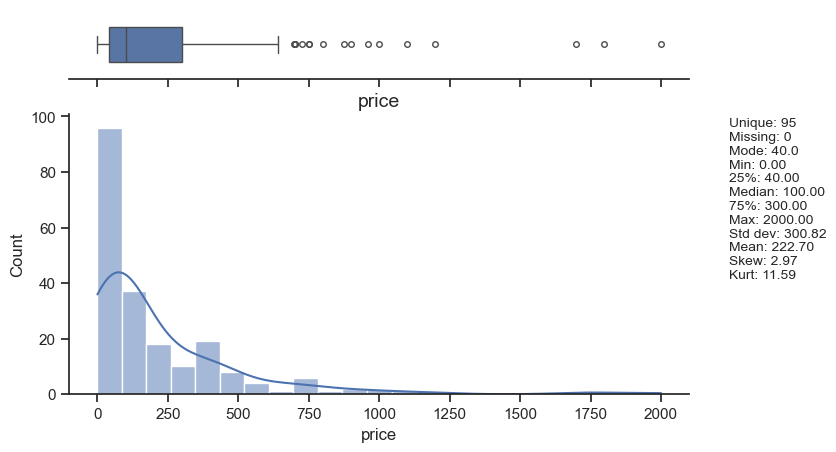 price
100
80
60
40
20
0
Count
0
250
500
750
1000
1250
1500
1750
2000
price
Unique: 95
Missing: 0
Mode: 40.0
Min: 0.00
25%: 40.00
Median: 100.00
75%: 300.00
Max: 2000.00
Std dev: 300.82
Mean: 222.70
Skew: 2.97
Kurt: 11.59